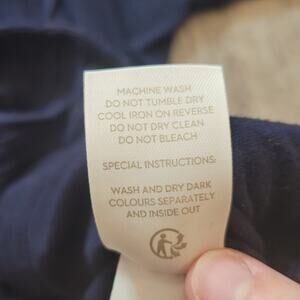 MACHINE WASH
DO NOT TUMBLE DRY
COOL IRON ON REVERSE
DO NOT DRY CLEAN
DO NOT BLEACH
SPECIAL INSTRUCTIONS:
WASH AND DRY DARK
COLOURS SEPARATELY
AND INSIDE OUT